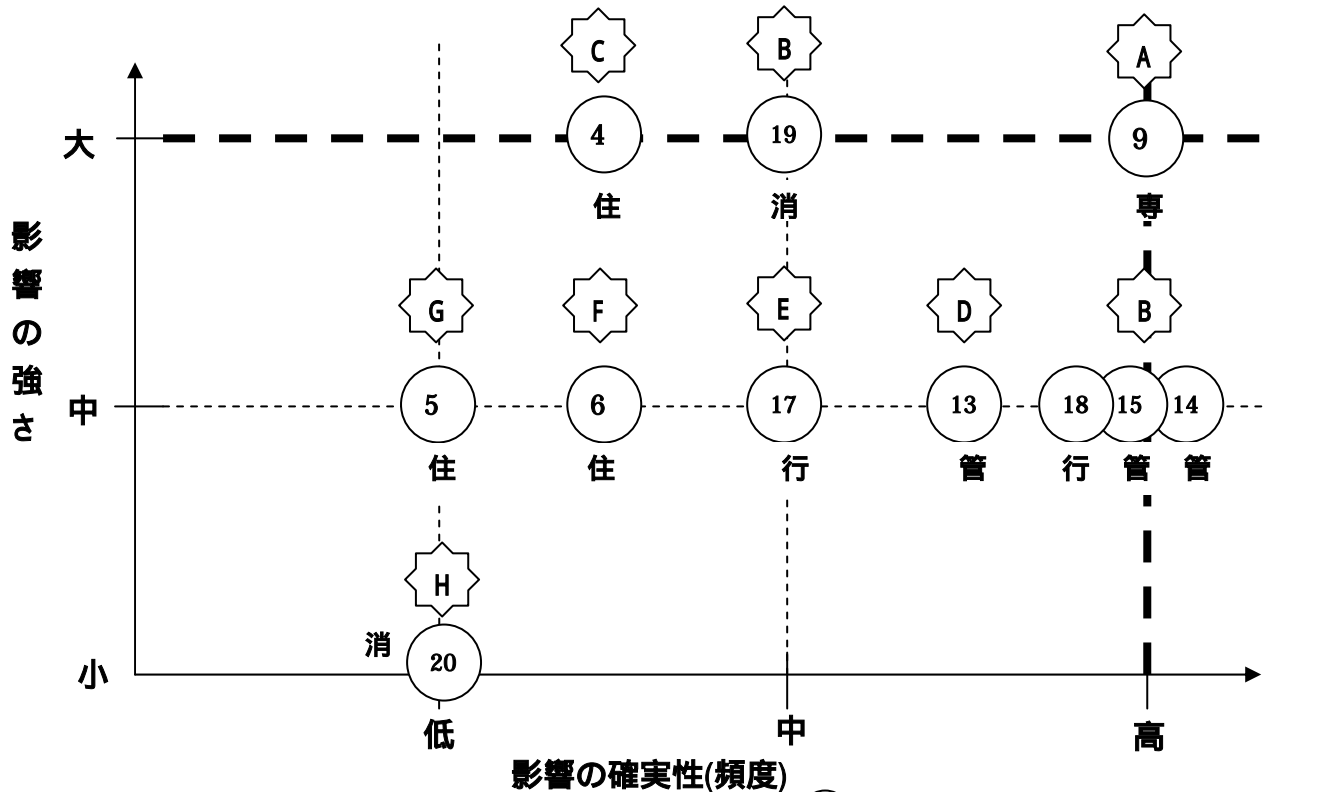 C B A
大 4 19 9
住 消 専
影響の強さ
G F E D B
中 5 6 17 13 18 15 14
住 住 行 管 行 管 管
H
消 20
小
低 中 高
影響の確実性(頻度)